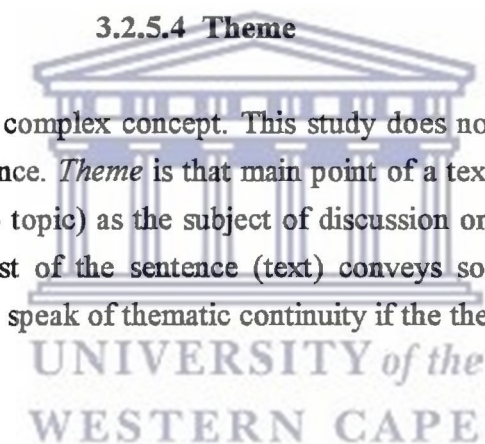 3.2.5.4 Theme
complex concept. This study does no
nce. Theme is that main point of a tex
topic) as the subject of discussion or
st of the sentence (text) conveys so
speak of thematic continuity if the the
UNIVERSITY of the
WESTERN CAPE